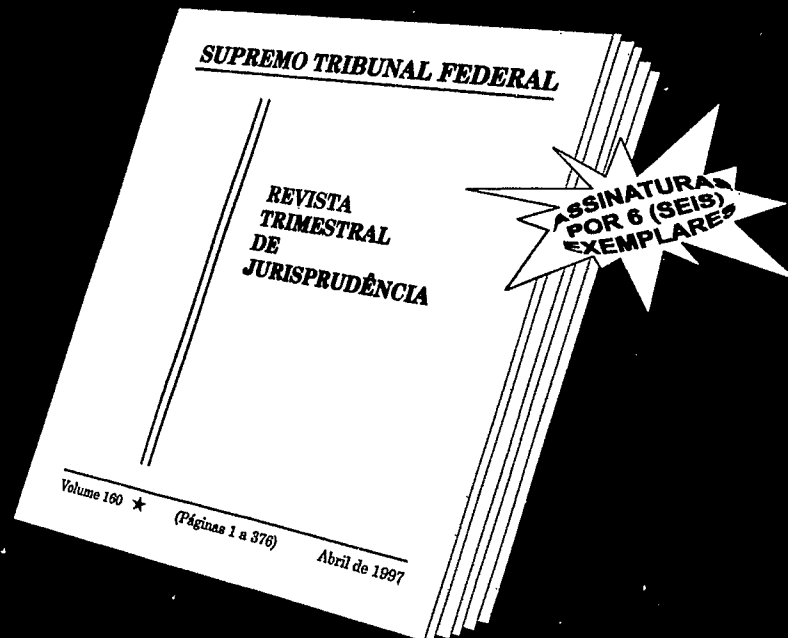 SUPREMO TRIBUNAL FEDERAL
REVISTA
TRIMESTRAL
DE
JURISPRUDÊNCIA
Volume 160 ★ (Páginas 1 a 376) Abril de 1997
ASSINATURAS
POR 6 (SEIS)
EXEMPLARES